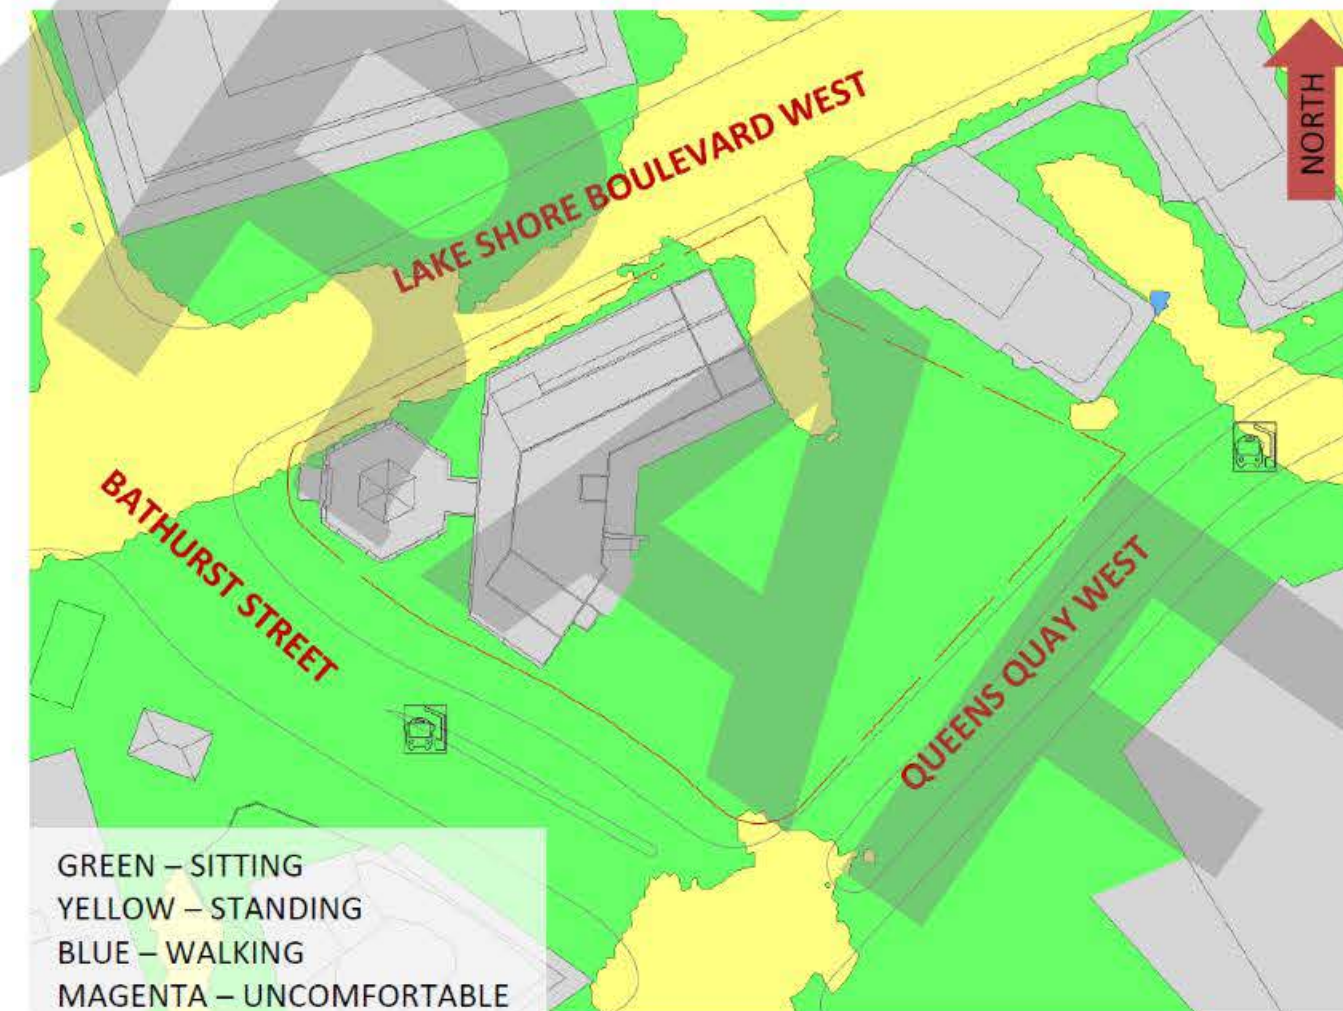 NORTH
LAKE SHORE BOULEVARD WEST
BATHURST STREET
QUEENS QUAY WEST
GREEN – SITTING
YELLOW – STANDING
BLUE – WALKING
MAGENTA – UNCOMFORTABLE